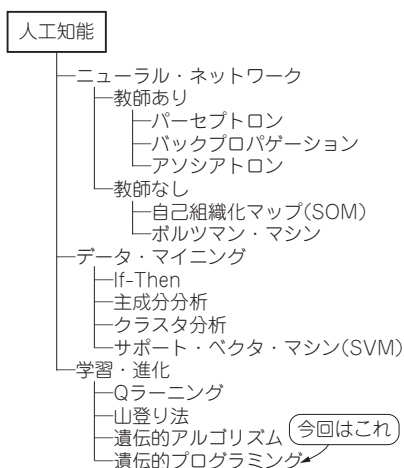 人工知能
ニューラル・ネットワーク
教師あり
パーセプトロン
バックプロパゲーション
アソシアトロン
教師なし
自己組織化マップ(SOM)
ボルツマン・マシン
データ・マイニング
If-Then
主成分分析
クラスタ分析
サポート・ベクタ・マシン(SVM)
学習・進化
Qラーニング
山登り法
遺伝的アルゴリズム
今回はこれ
遺伝的プログラミング